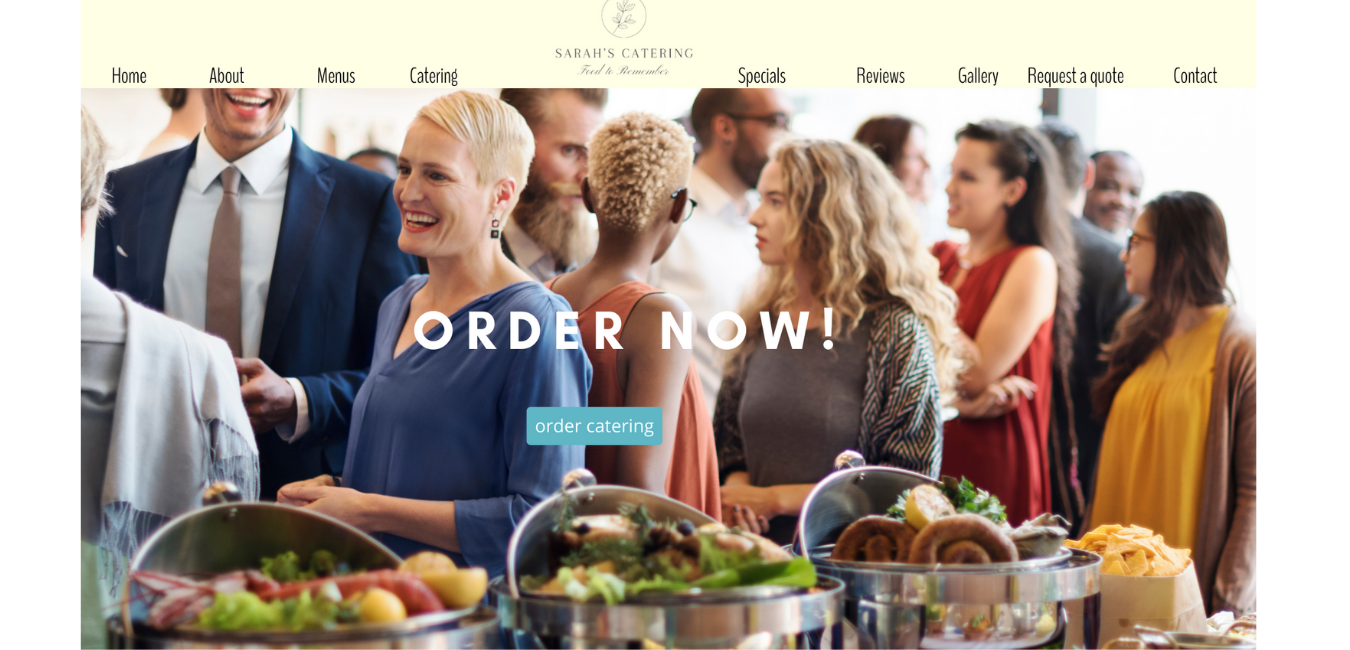 SARAH'S CATERING
Food to Remember
Home About Menus Catering Specials Reviews Gallery Request a quote Contact
ORDER NOW!
order catering